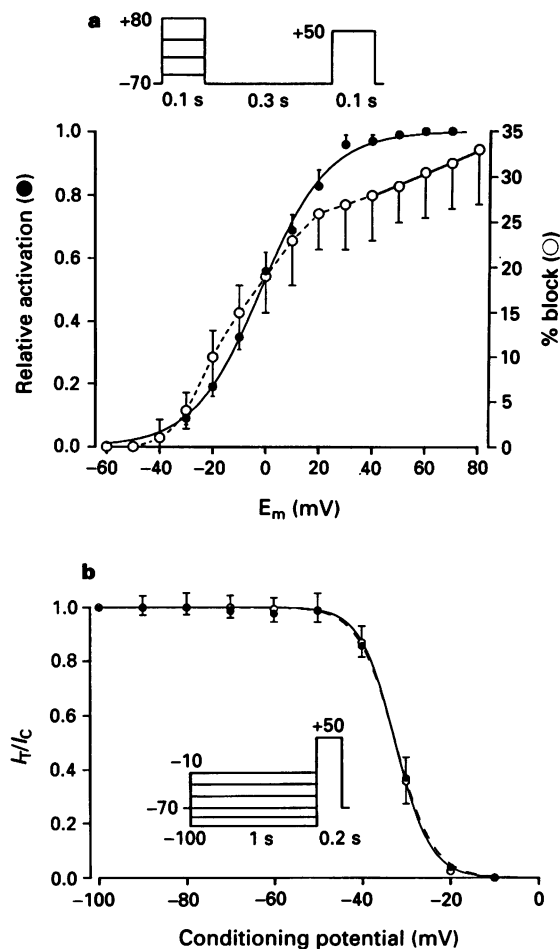 a
+80
−70
0.1 s
0.3 s
+50
0.1 s
Relative activation (●)
1.0
0.8
0.6
0.4
0.2
0.0
35
30
25
20
15
10
5
0
% block (○)
−60 −40 −20 0 20 40 60 80
Em (mV)
b
IT/IC
1.0
0.8
0.6
0.4
0.2
0.0
+50
−10
−70
−100
1 s
0.2 s
−100 −80 −60 −40 −20 0
Conditioning potential (mV)